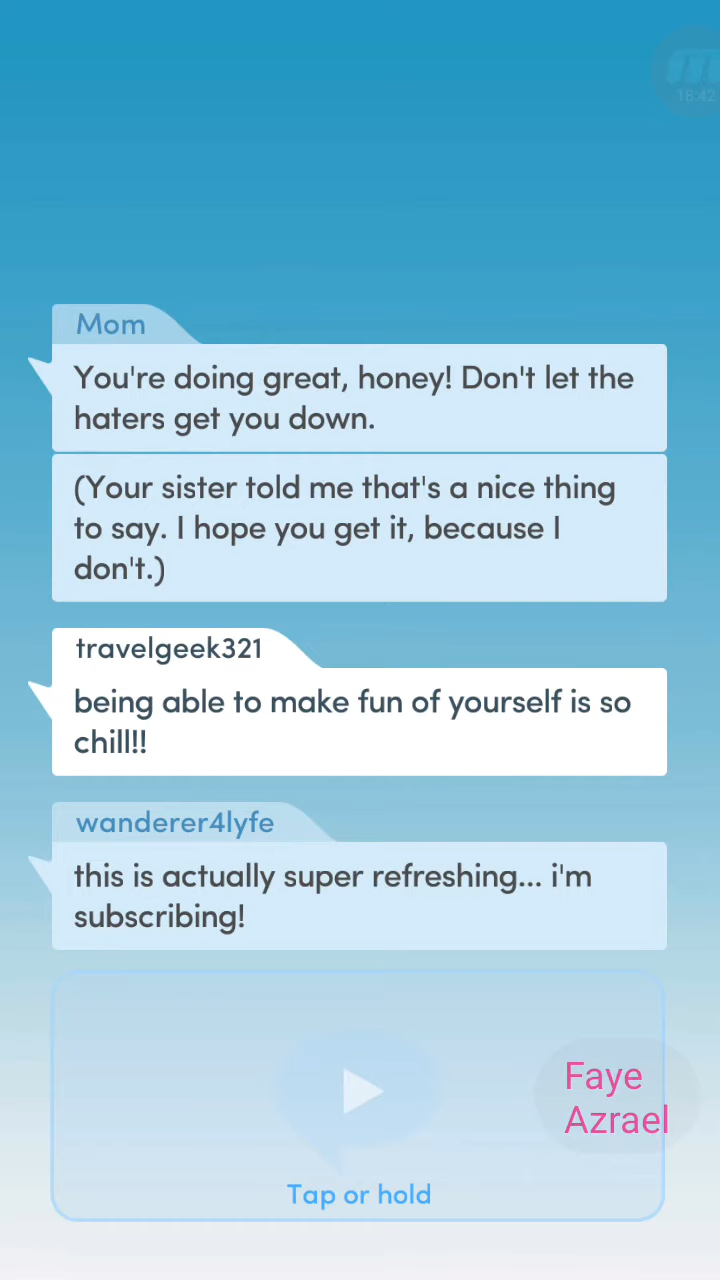 18:42
Mom
You're doing great, honey! Don't let the
haters get you down.
(Your sister told me that's a nice thing
to say. I hope you get it, because I
don't.)
travelgeek321
being able to make fun of yourself is so
chill!!
wanderer4lyfe
this is actually super refreshing... i'm
subscribing!
Faye
Azrael
Tap or hold